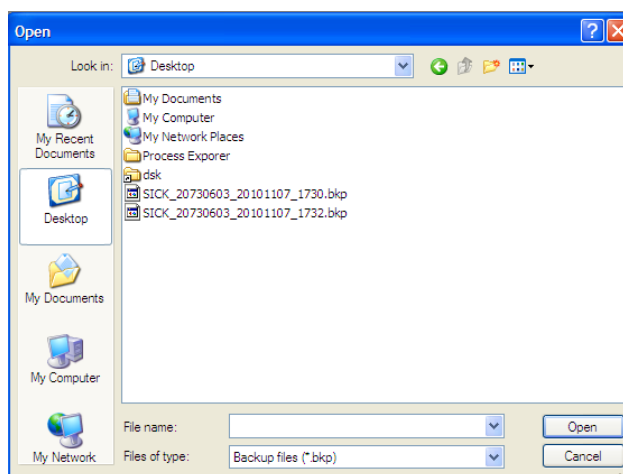 Open
Look in:
Desktop
My Recent
Documents
Desktop
My Documents
My Computer
My Network
My Documents
My Computer
My Network Places
Process Exporer
dsk
SICK_20730603_20101107_1730.bkp
SICK_20730603_20101107_1732.bkp
File name:
Open
Files of type:
Backup files (*.bkp)
Cancel